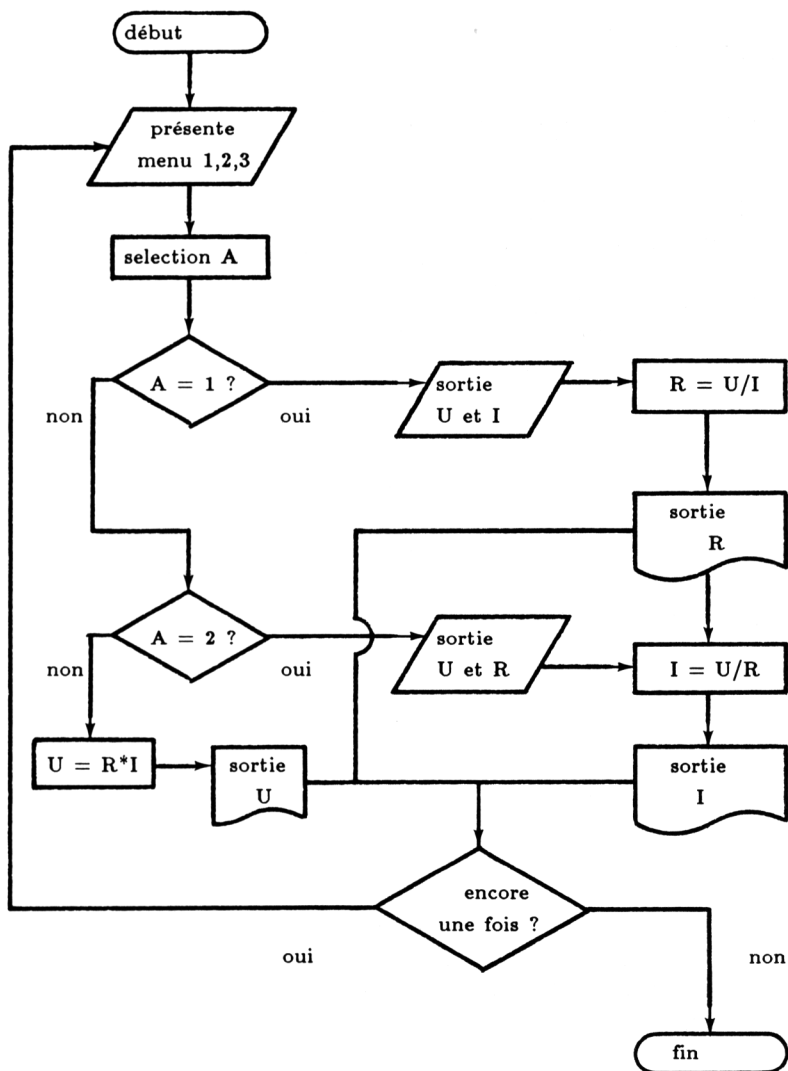 début
présente
menu 1,2,3
selection A
A = 1 ?
non
oui
sortie
U et I
R = U/I
sortie
R
A = 2 ?
non
oui
sortie
U et R
I = U/R
U = R*I
sortie
U
sortie
I
encore
une fois ?
oui
non
fin